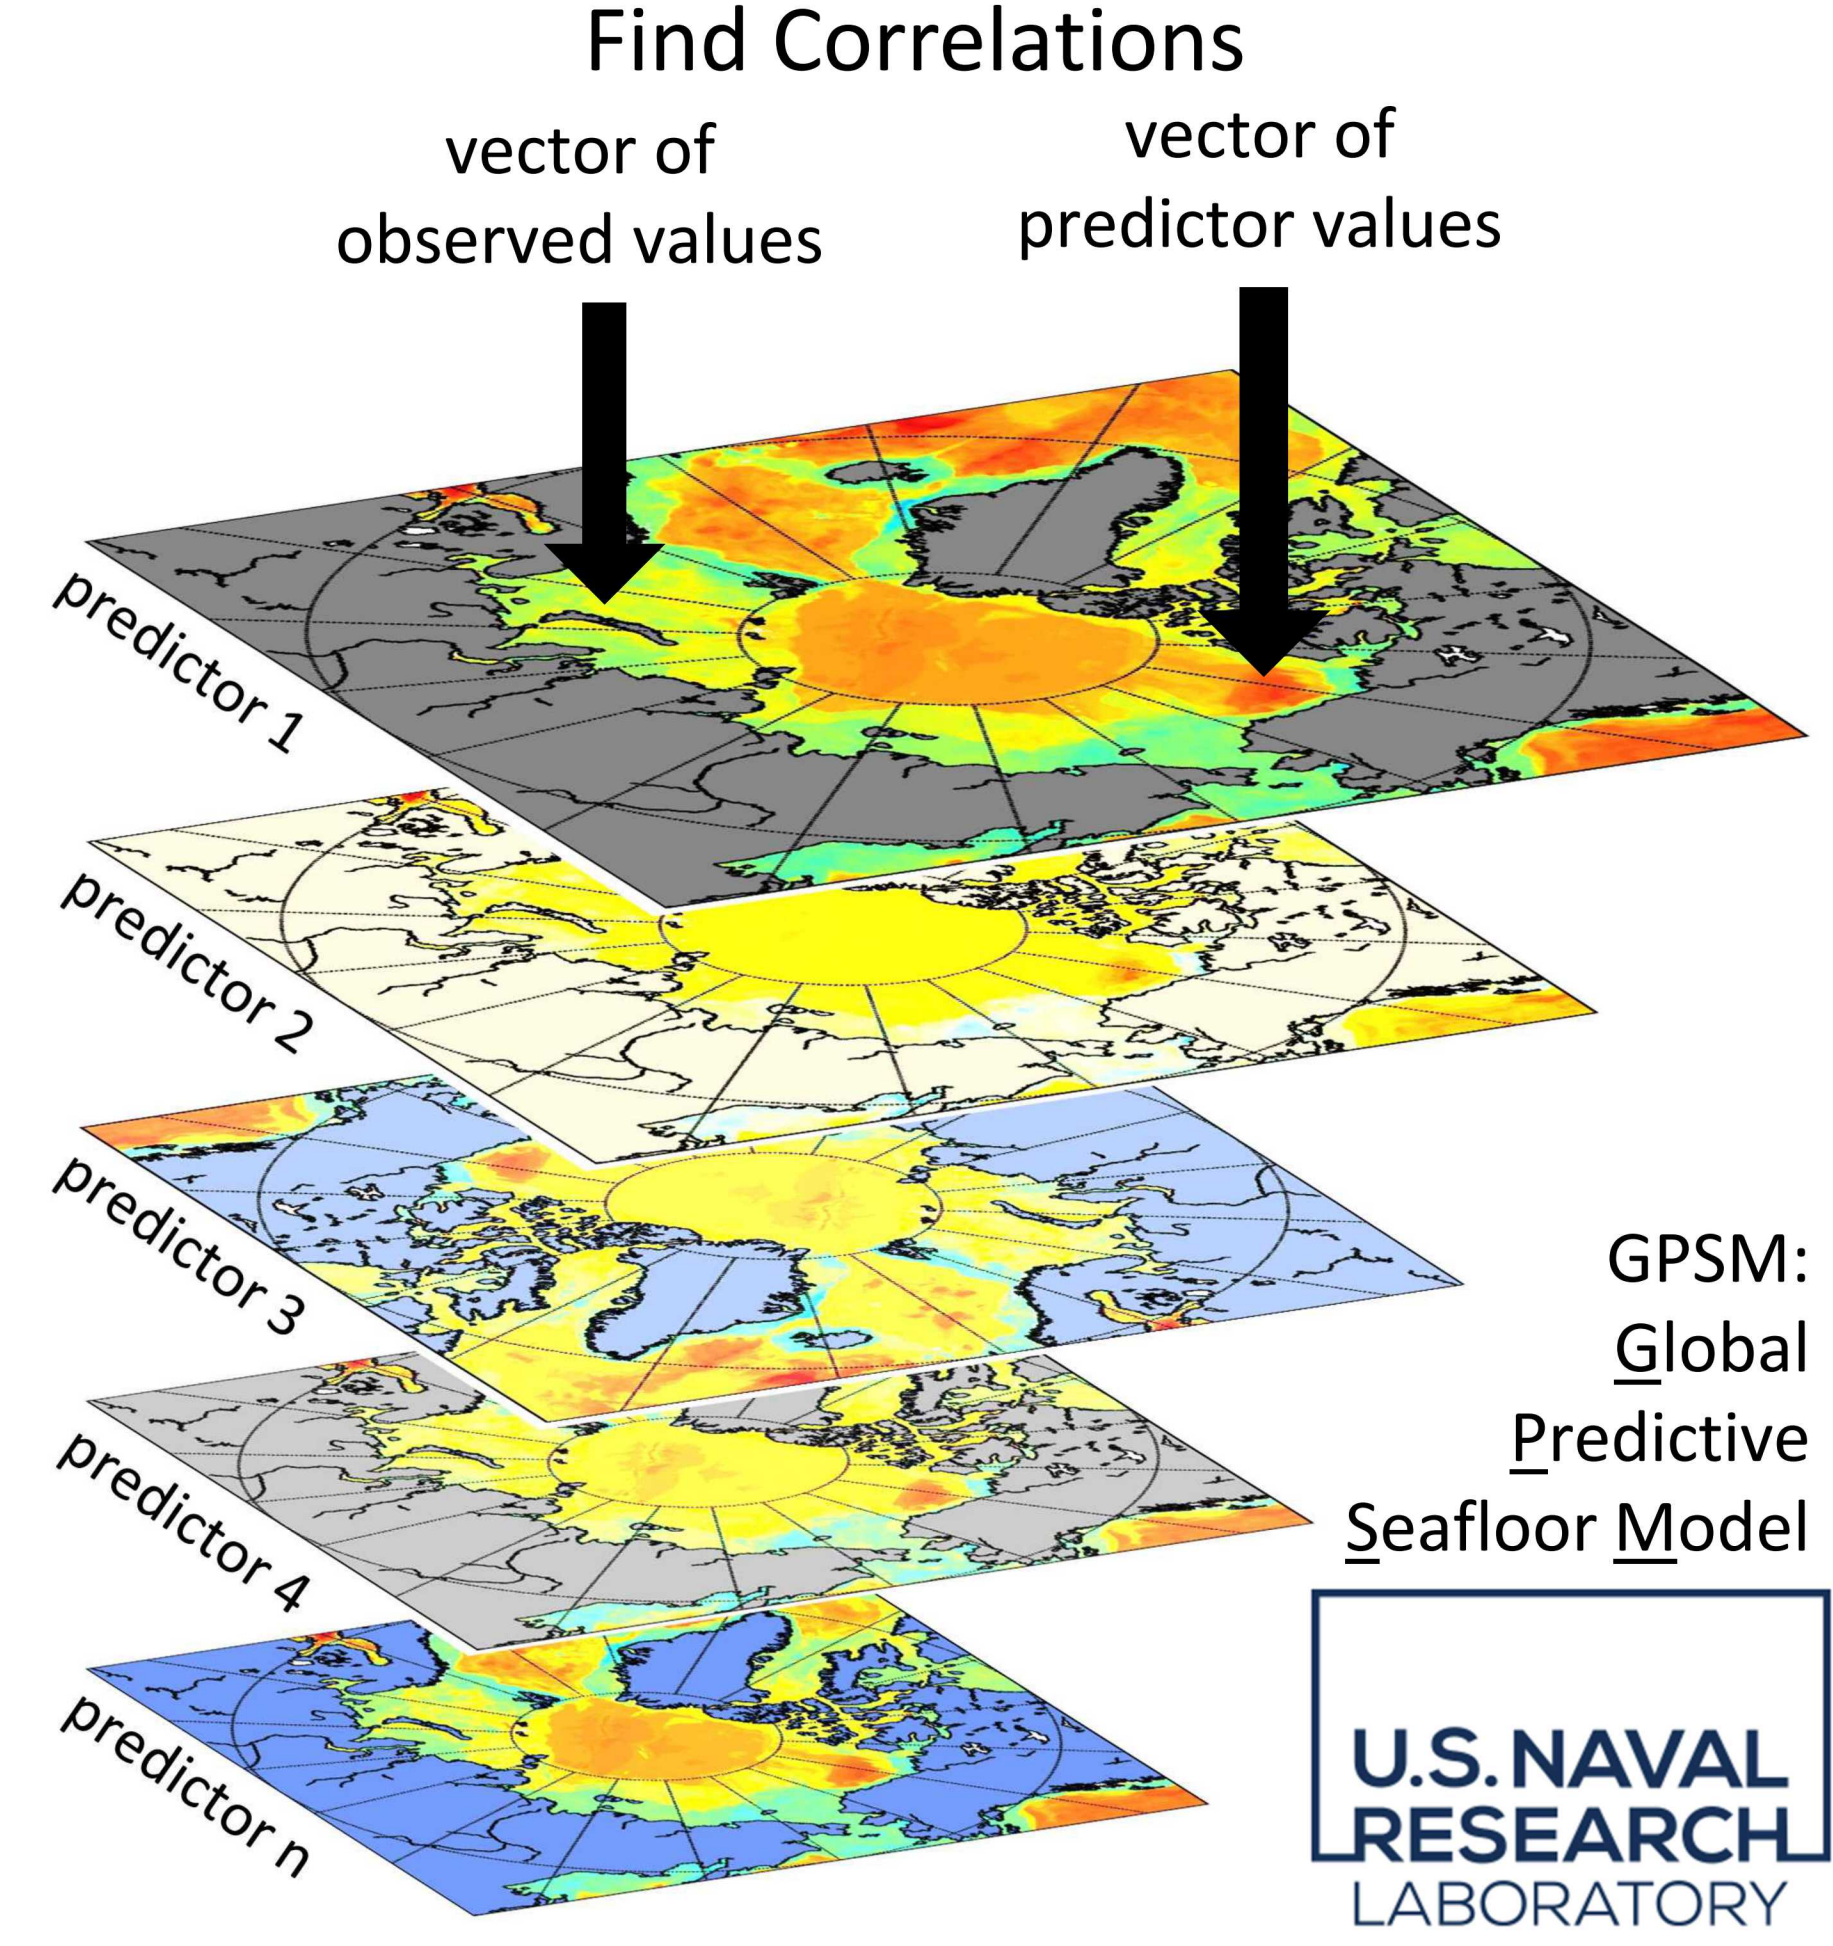 Find Correlations
vector of
observed values
vector of
predictor values
predictor 1
predictor 2
predictor 3
predictor 4
predictor n
GPSM:
Global
Predictive
Seafloor Model
U.S. NAVAL
RESEARCH
LABORATORY